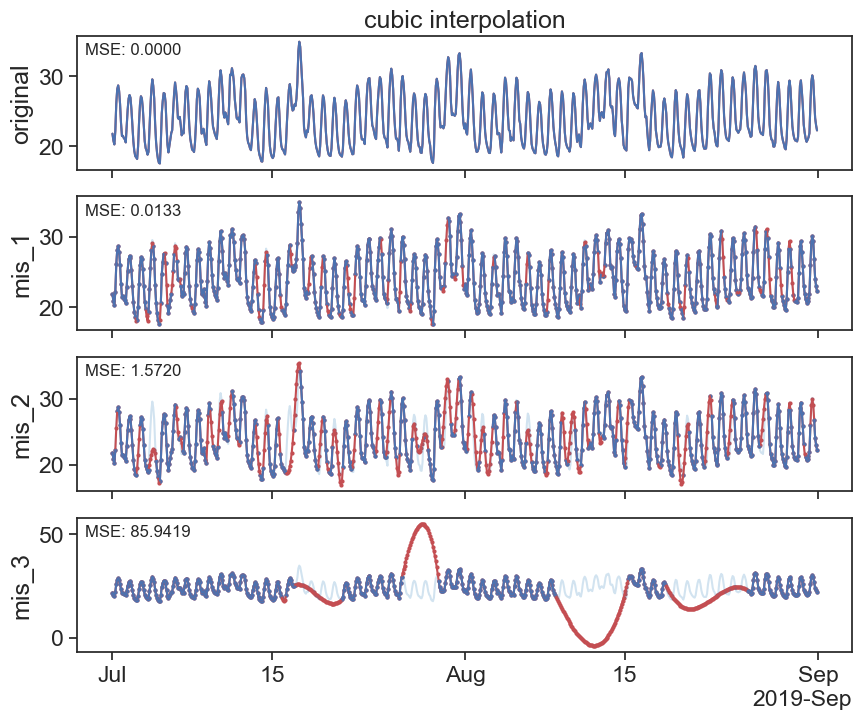 cubic interpolation
MSE: 0.0000
original
30
20
MSE: 0.0133
mis_1
30
20
MSE: 1.5720
mis_2
30
20
MSE: 85.9419
mis_3
50
0
Jul 15 Aug 15 Sep
2019-Sep